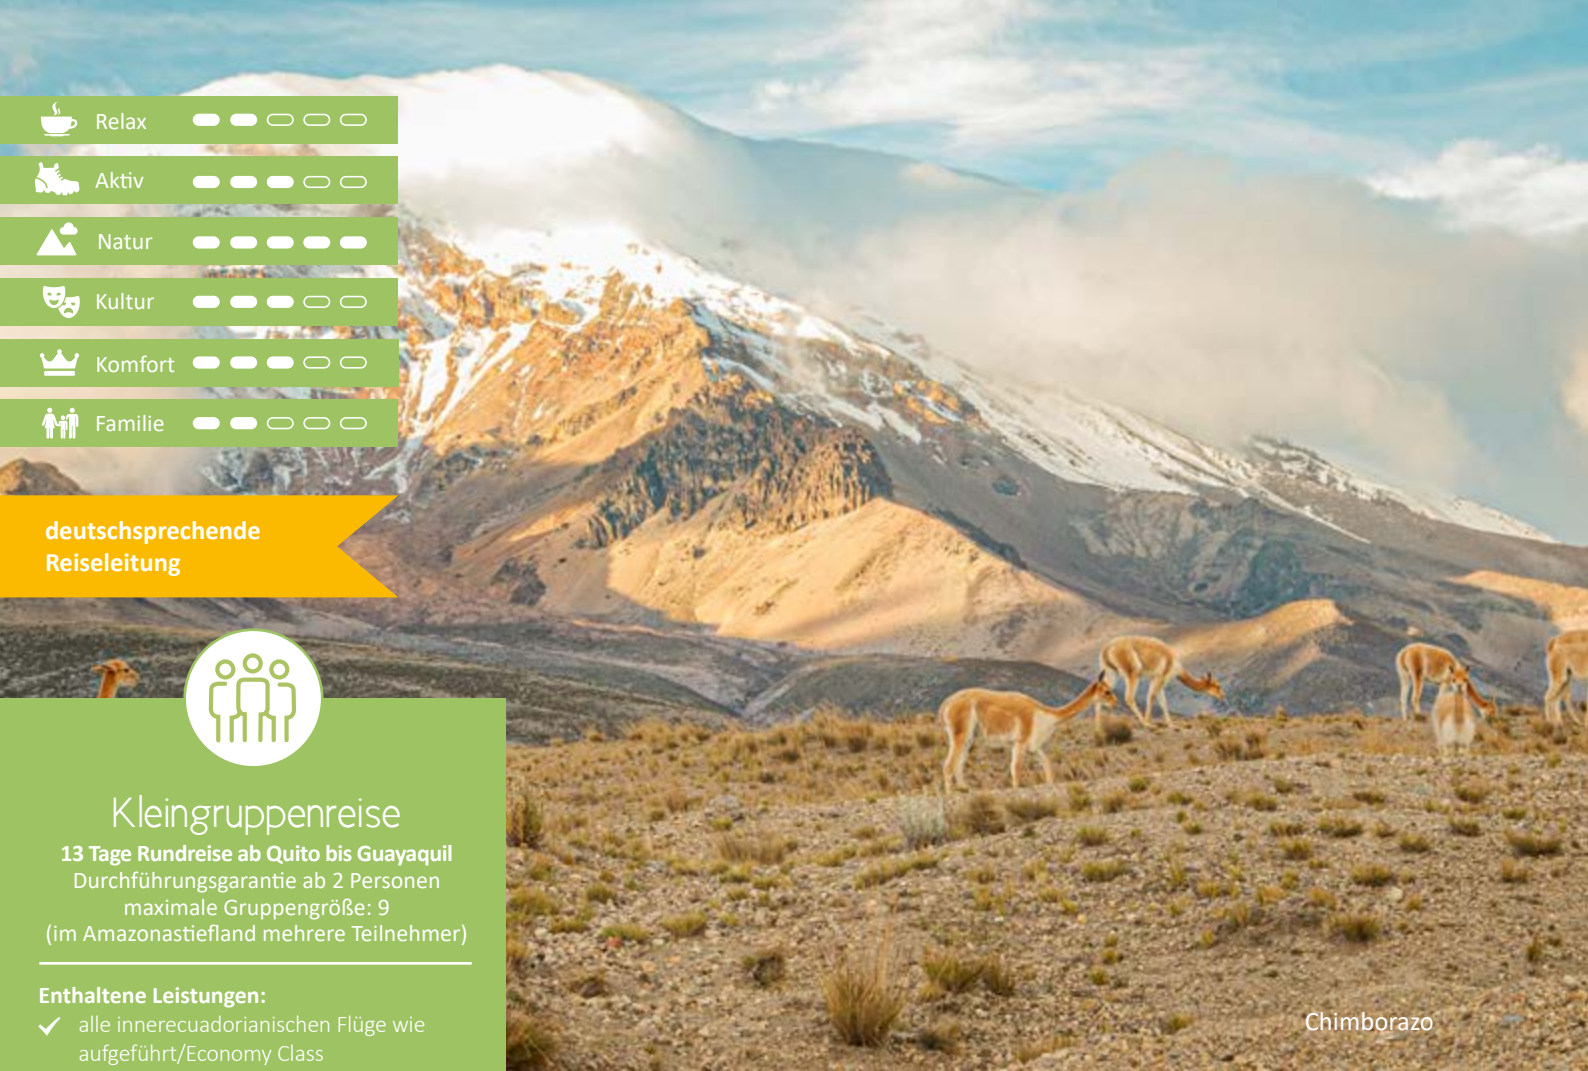 Relax
Aktiv
Natur
Kultur
Komfort
Familie
deutschsprechende
Reiseleitung
Kleingruppenreise
13 Tage Rundreise ab Quito bis Guayaquil
Durchführungsgarantie ab 2 Personen
maximale Gruppengröße: 9
(im Amazonastiefland mehrere Teilnehmer)
Enthaltene Leistungen:
alle innerecuadorianischen Flüge wie
aufgeführt/Economy Class
Chimborazo